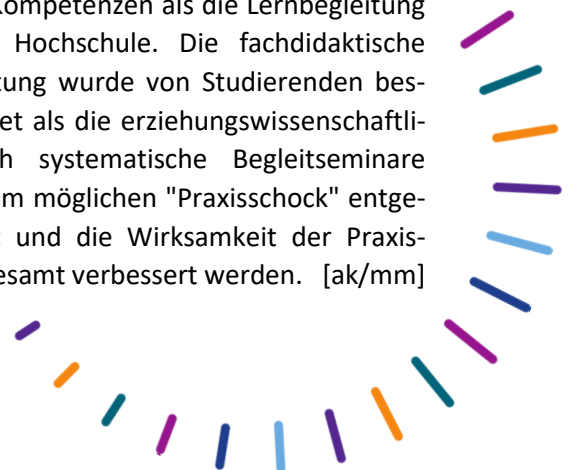 Kompetenzen als die Lernbegleitung
Hochschule. Die fachdidaktische
tung wurde von Studierenden bes-
et als die erziehungswissenschaftli-
h systematische Begleitseminare
m möglichen "Praxisschock" entge-
und die Wirksamkeit der Praxis-
esamt verbessert werden. [ak/mm]